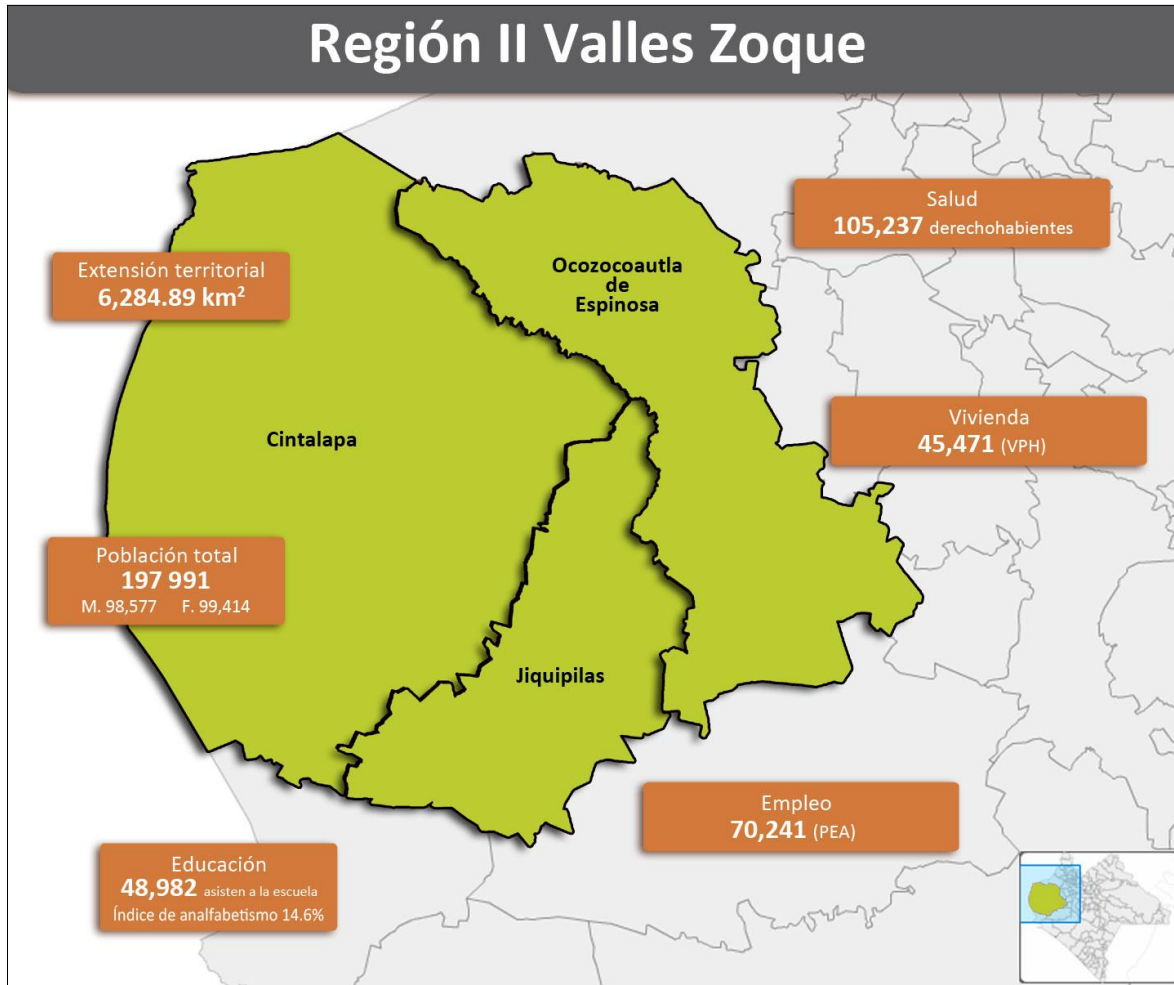 Región II Valles Zoque
Salud
105,237 derechohabientes
Extensión territorial
6,284.89 km²
Ocozocoautla
de
Espinosa
Vivienda
45,471 (VPH)
Cintalapa
Población total
197 991
M. 98,577 F. 99,414
Jiquipilas
Empleo
70,241 (PEA)
Educación
48,982 asisten a la escuela
Índice de analfabetismo 14.6%